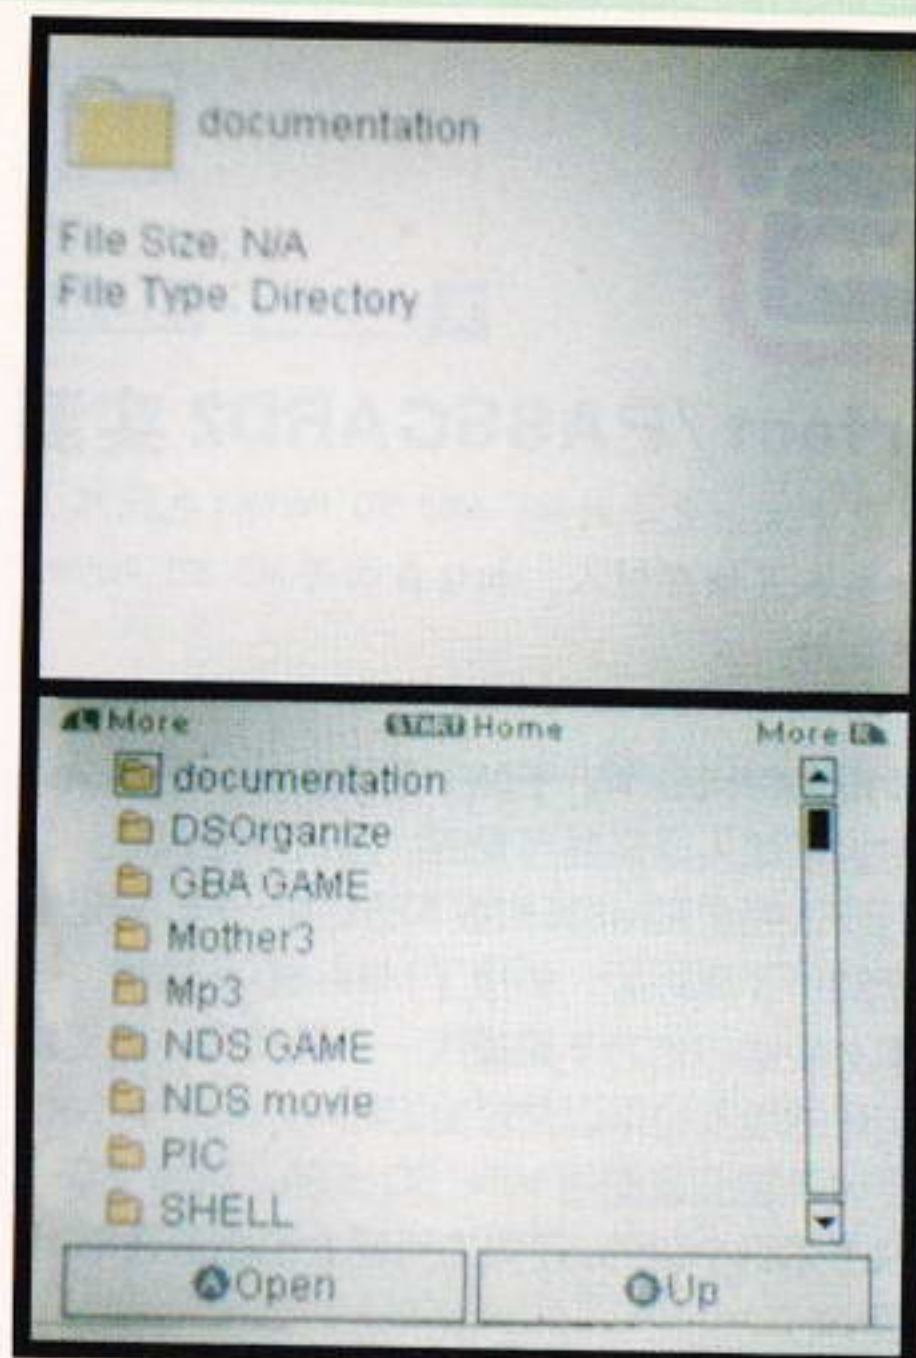 documentation
File Size: N/A
File Type: Directory
More START Home More
documentation
DSOrganize
GBA GAME
Mother3
Mp3
NDS GAME
NDS movie
PIC
SHELL
A Open
Up